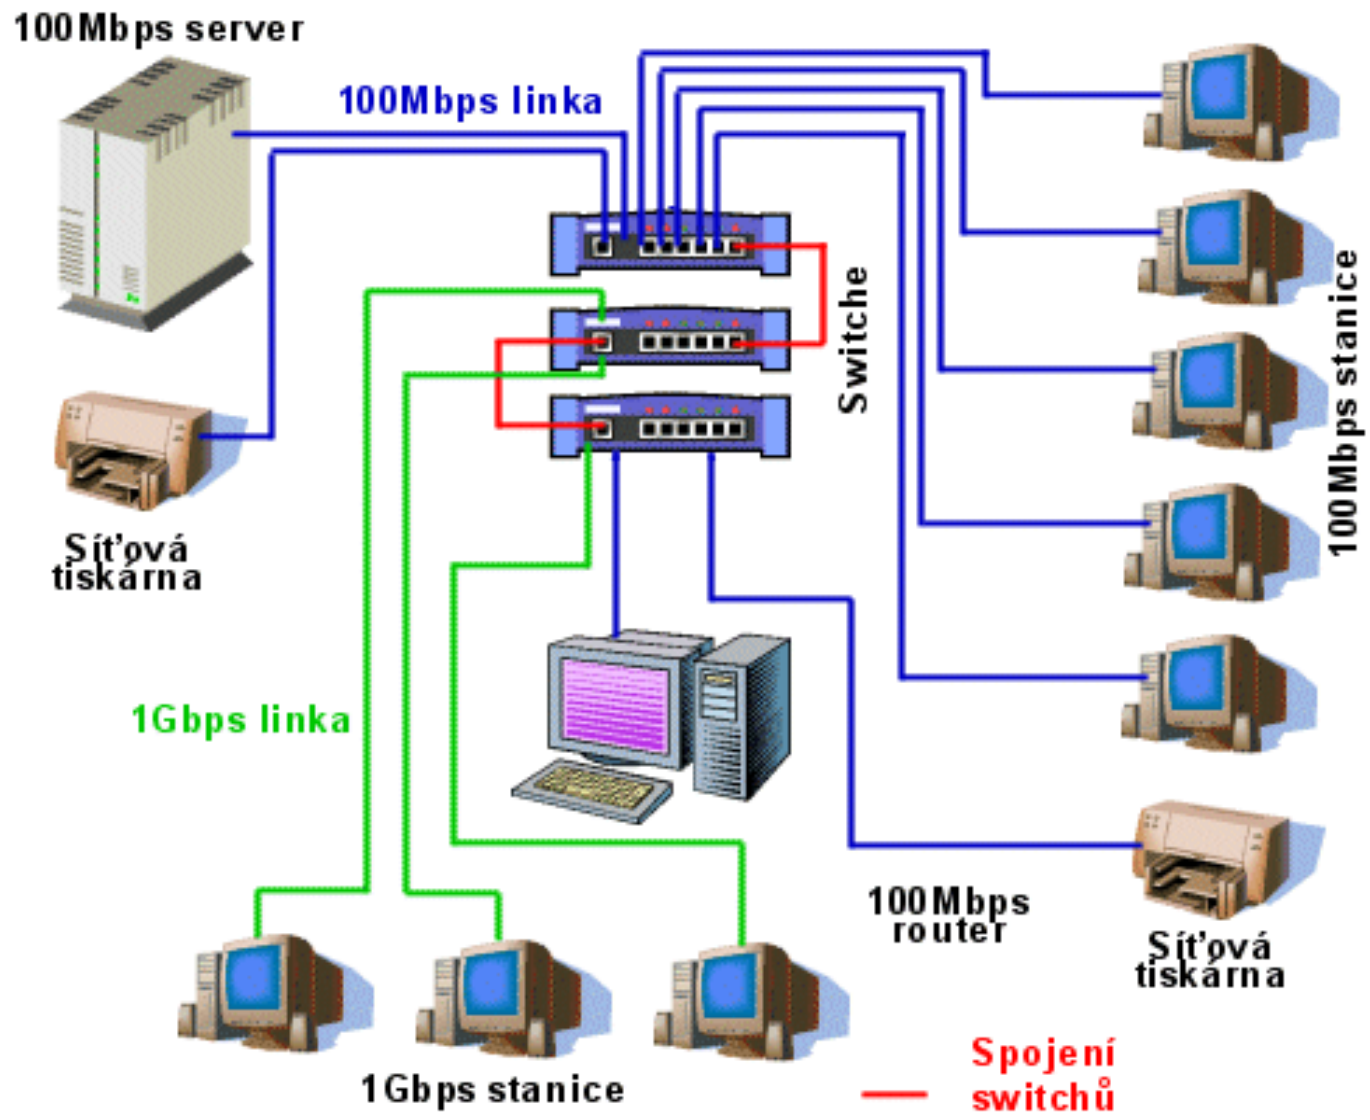 100Mbps server
100Mbps linka
Switche
100Mbps stanice
Síťová
tiskárna
1Gbps linka
100Mbps
router
Síťová
tiskárna
1Gbps stanice
Spojení
switchů